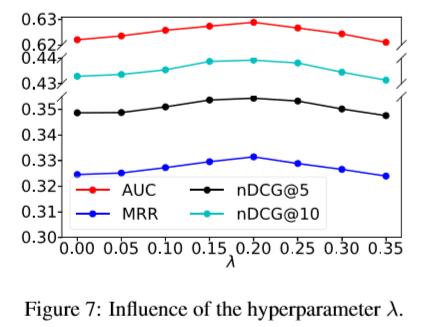 0.63
0.62
0.44
0.43
0.35
0.34
0.33
0.32
0.31
0.30
AUC nDCG@5
MRR nDCG@10
0.00 0.05 0.10 0.15 0.20 0.25 0.30 0.35
λ
Figure 7: Influence of the hyperparameter λ.